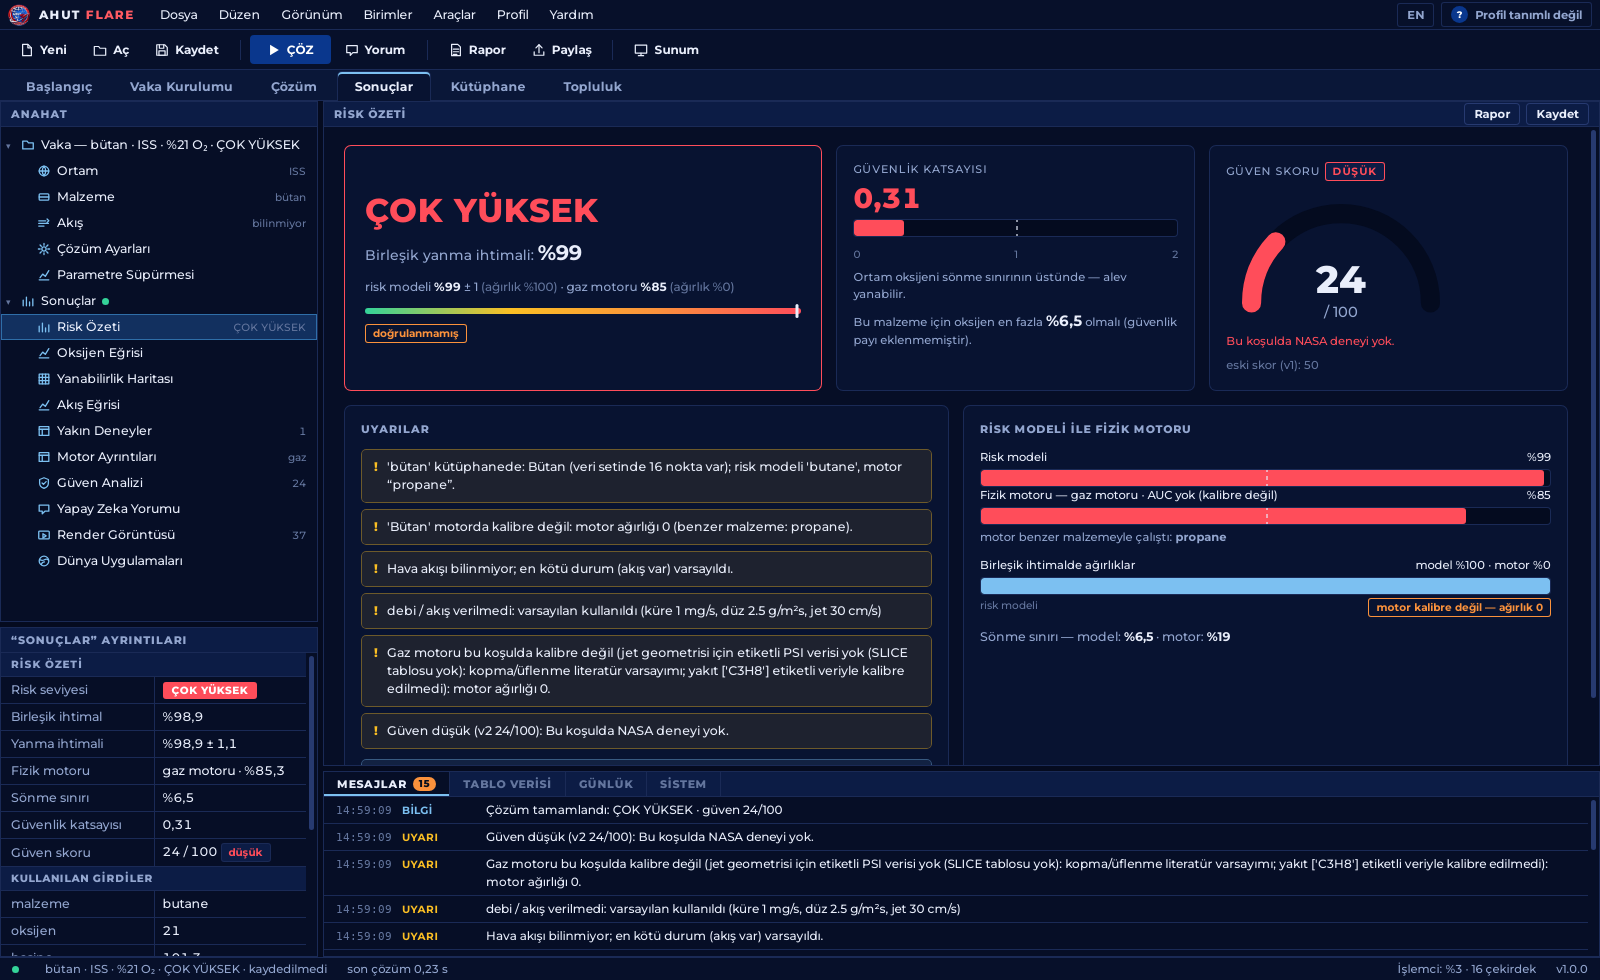 AHUT FLARE Dosya Düzen Görünüm Birimler Araçlar Profil Yardım EN ? Profil tanımlı değil
Yeni Aç Kaydet ÇÖZ Yorum Rapor Paylaş Sunum
Başlangıç Vaka Kurulumu Çözüm Sonuçlar Kütüphane Topluluk
ANAHAT
Vaka — bütan · ISS · %21 O₂ · ÇOK YÜKSEK
Ortam ISS
Malzeme bütan
Akış bilinmiyor
Çözüm Ayarları
Parametre Süpürmesi
Sonuçlar
Risk Özeti ÇOK YÜKSEK
Oksijen Eğrisi
Yanabilirlik Haritası
Akış Eğrisi
Yakın Deneyler 1
Motor Ayrıntıları gaz
Güven Analizi 24
Yapay Zeka Yorumu
Render Görüntüsü 37
Dünya Uygulamaları
“SONUÇLAR” AYRINTILARI
RİSK ÖZETİ
Risk seviyesi ÇOK YÜKSEK
Birleşik ihtimal %98,9
Yanma ihtimali %98,9 ± 1,1
Fizik motoru gaz motoru · %85,3
Sönme sınırı %6,5
Güvenlik katsayısı 0,31
Güven skoru 24 / 100 düşük
KULLANILAN GİRDİLER
malzeme butane
oksijen 21
RİSK ÖZETİ Rapor Kaydet
ÇOK YÜKSEK
Birleşik yanma ihtimali: %99
risk modeli %99 ± 1 (ağırlık %100) · gaz motoru %85 (ağırlık %0)
doğrulanmamış
GÜVENLİK KATSAYISI
0,31
0 1 2
Ortam oksijeni sönme sınırının üstünde — alev
yanabilir.
Bu malzeme için oksijen en fazla %6,5 olmalı (güvenlik
payı eklenmemiştir).
GÜVEN SKORU DÜŞÜK
24
/ 100
Bu koşulda NASA deneyi yok.
eski skor (v1): 50
UYARILAR
! 'bütan' kütüphanede: Bütan (veri setinde 16 nokta var); risk modeli 'butane', motor
“propane”.
! 'Bütan' motorda kalibre değil: motor ağırlığı 0 (benzer malzeme: propane).
! Hava akışı bilinmiyor; en kötü durum (akış var) varsayıldı.
! debi / akış verilmedi: varsayılan kullanıldı (küre 1 mg/s, düz 2.5 g/m²s, jet 30 cm/s)
! Gaz motoru bu koşulda kalibre değil (jet geometrisi için etiketli PSI verisi yok (SLICE
tablosu yok): kopma/üflenme literatür varsayımı; yakıt ['C3H8'] etiketli veriyle kalibre
edilmedi): motor ağırlığı 0.
! Güven düşük (v2 24/100): Bu koşulda NASA deneyi yok.
RİSK MODELİ İLE FİZİK MOTORU
Risk modeli %99
Fizik motoru — gaz motoru · AUC yok (kalibre değil) %85
motor benzer malzemeyle çalıştı: propane
Birleşik ihtimalde ağırlıklar model %100 · motor %0
risk modeli motor kalibre değil — ağırlık 0
Sönme sınırı — model: %6,5 · motor: %19
MESAJLAR 15 TABLO VERİSİ GÜNLÜK SİSTEM
14:59:09 BİLGİ Çözüm tamamlandı: ÇOK YÜKSEK · güven 24/100
14:59:09 UYARI Güven düşük (v2 24/100): Bu koşulda NASA deneyi yok.
14:59:09 UYARI Gaz motoru bu koşulda kalibre değil (jet geometrisi için etiketli PSI verisi yok (SLICE tablosu yok): kopma/üflenme literatür varsayımı; yakıt ['C3H8'] etiketli veriyle kalibre edilmedi):
motor ağırlığı 0.
14:59:09 UYARI debi / akış verilmedi: varsayılan kullanıldı (küre 1 mg/s, düz 2.5 g/m²s, jet 30 cm/s)
14:59:09 UYARI Hava akışı bilinmiyor; en kötü durum (akış var) varsayıldı.
bütan · ISS · %21 O₂ · ÇOK YÜKSEK · kaydedilmedi son çözüm 0,23 s İşlemci: %3 · 16 çekirdek v1.0.0